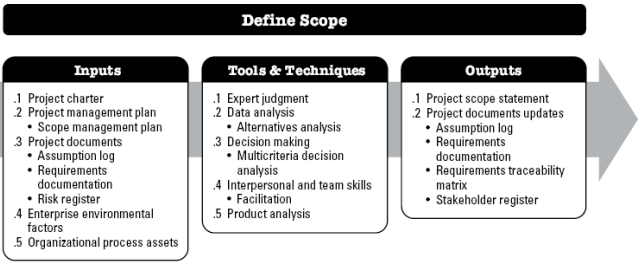 Define Scope
Inputs
.1 Project charter
.2 Project management plan
• Scope management plan
.3 Project documents
• Assumption log
• Requirements
documentation
• Risk register
.4 Enterprise environmental
factors
.5 Organizational process assets
Tools & Techniques
.1 Expert judgment
.2 Data analysis
• Alternatives analysis
.3 Decision making
• Multicriteria decision
analysis
.4 Interpersonal and team skills
• Facilitation
.5 Product analysis
Outputs
.1 Project scope statement
.2 Project documents updates
• Assumption log
• Requirements
documentation
• Requirements traceability
matrix
• Stakeholder register